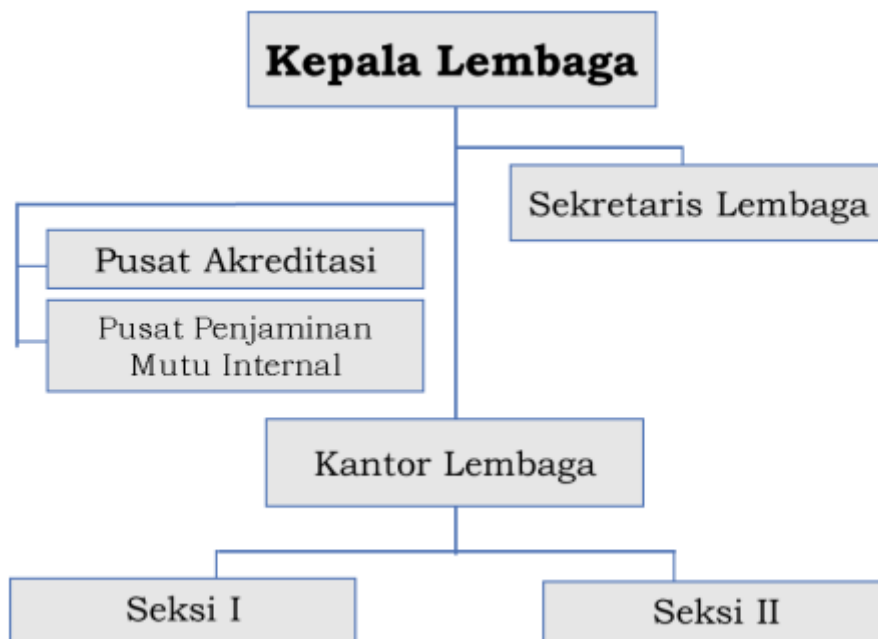 Kepala Lembaga
Sekretaris Lembaga
Pusat Akreditasi
Pusat Penjaminan
Mutu Internal
Kantor Lembaga
Seksi I
Seksi II